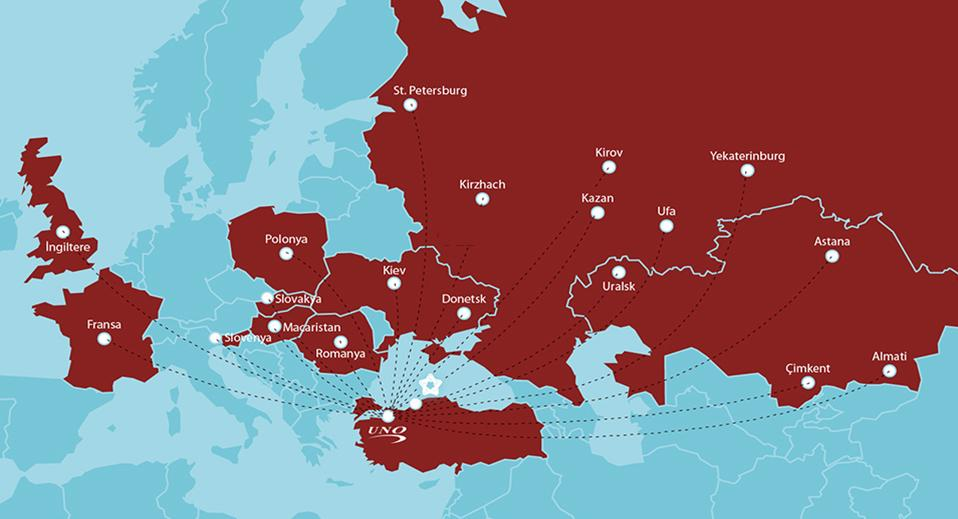 St. Petersburg
Kirov
Yekaterinburg
Kirzhach
Kazan
Ufa
İngiltere
Polonya
Astana
Kiev
Uralsk
Slovakya
Donetsk
Fransa
Macaristan
Slovenya
Romanya
Almati
Çimkent
UNO